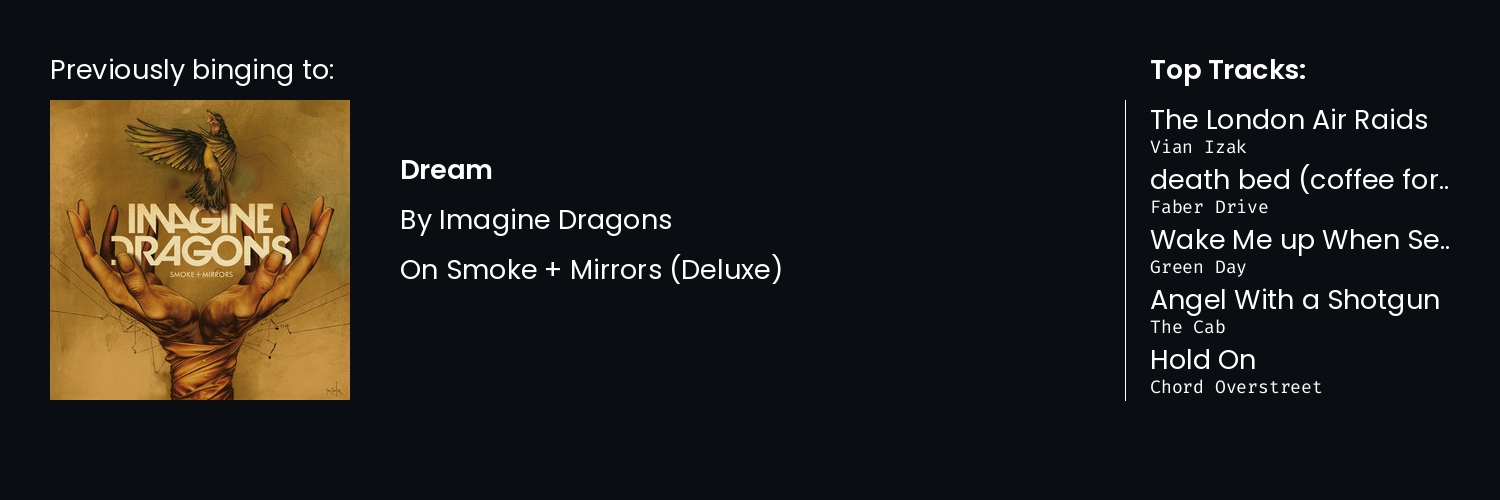 Previously binging to:
IMAGINE
DRAGONS
SMOKE + MIRRORS
Dream
By Imagine Dragons
On Smoke + Mirrors (Deluxe)
Top Tracks:
The London Air Raids
Vian Izak
death bed (coffee for..
Faber Drive
Wake Me up When Se..
Green Day
Angel With a Shotgun
The Cab
Hold On
Chord Overstreet